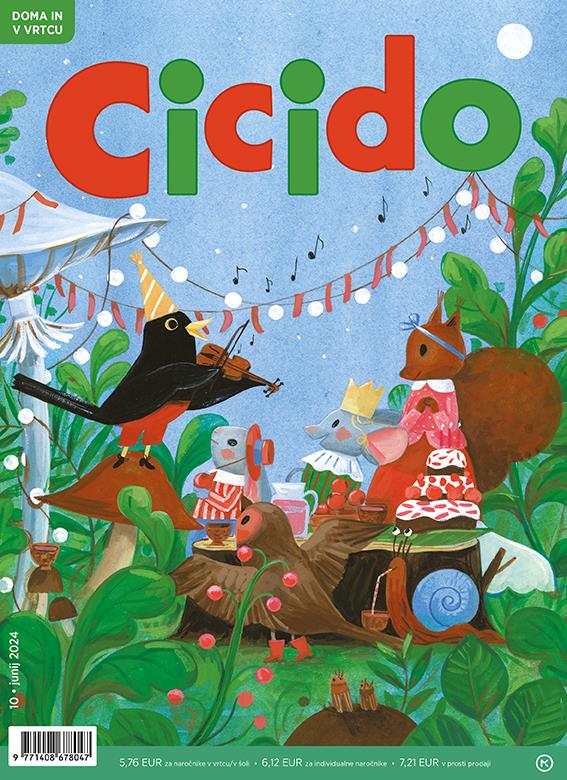 DOMA IN
V VRTCU
Cicido
10 • junij 2024
9 771408 678047
5,76 EUR za naročnike v vrtcu/v šoli • 6,12 EUR za individualne naročnike • 7,21 EUR v prosti prodaji